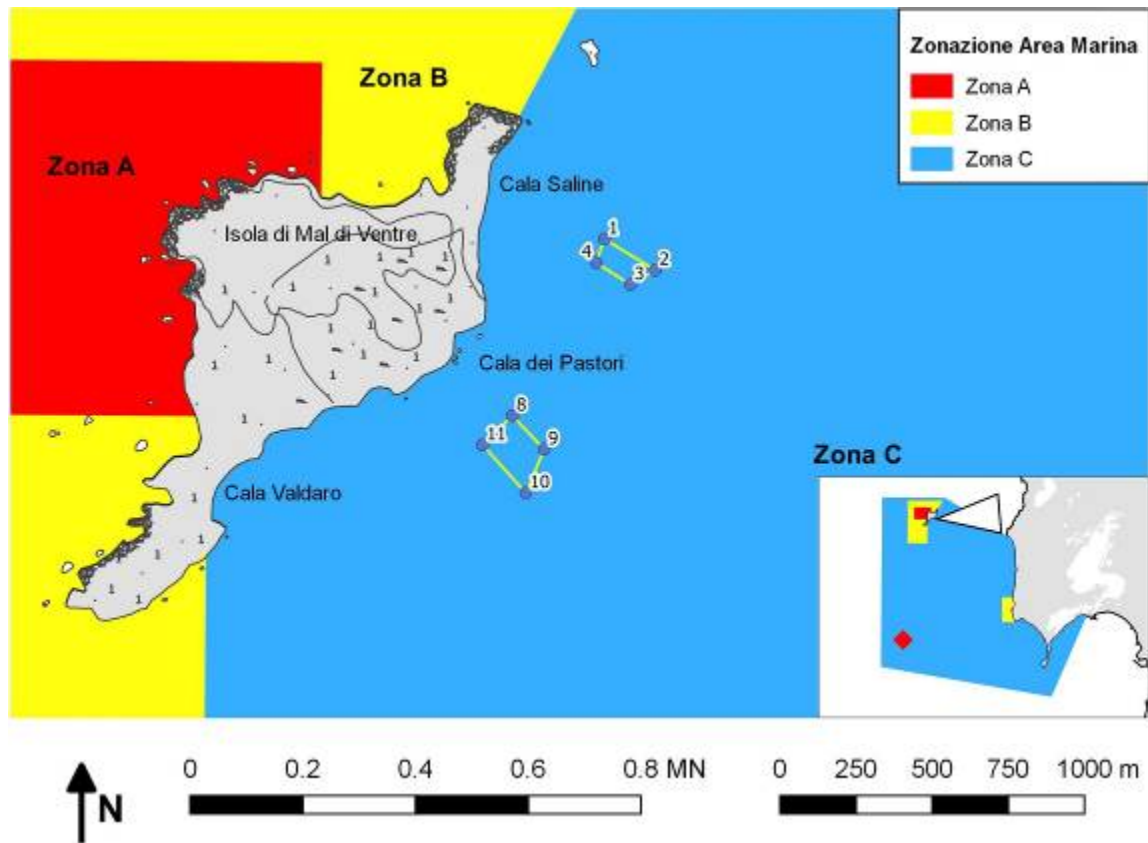 Zonazione Area Marina
Zona A
Zona B
Zona C
Zona B
Zona A
Cala Saline
Isola di Mal di Ventre
1
2
3
4
Cala dei Pastori
8
9
10
11
Cala Valdaro
Zona C
0 0.2 0.4 0.6 0.8 MN
0 250 500 750 1000 m
N